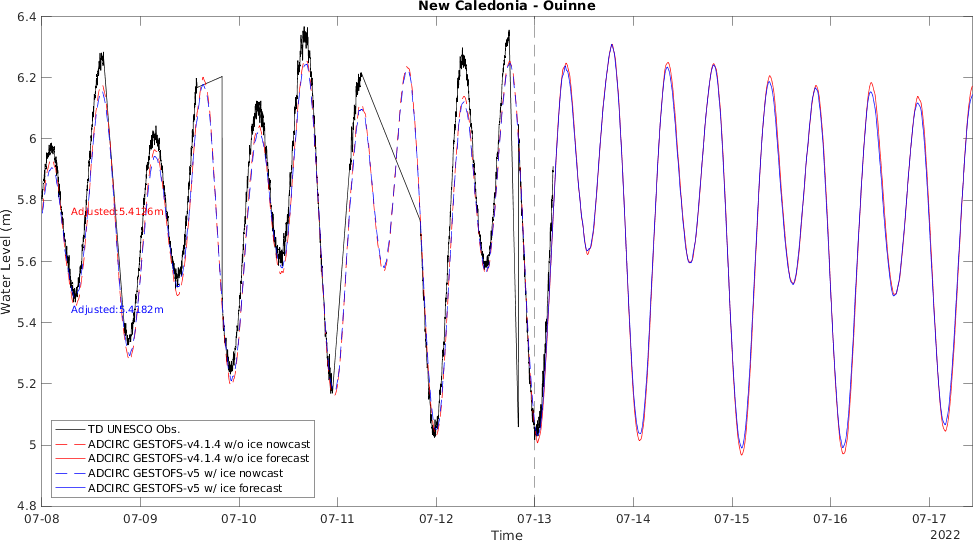 New Caledonia - Ouinne
6.4
6.2
6
5.8
5.6
5.4
5.2
5
4.8
Water Level (m)
Adjusted:5.4126m
Adjusted:5.4182m
TD UNESCO Obs.
ADCIRC GESTOFS-v4.1.4 w/o ice nowcast
ADCIRC GESTOFS-v4.1.4 w/o ice forecast
ADCIRC GESTOFS-v5 w/ ice nowcast
ADCIRC GESTOFS-v5 w/ ice forecast
07-08 07-09 07-10 07-11 07-12 07-13 07-14 07-15 07-16 07-17
Time
2022